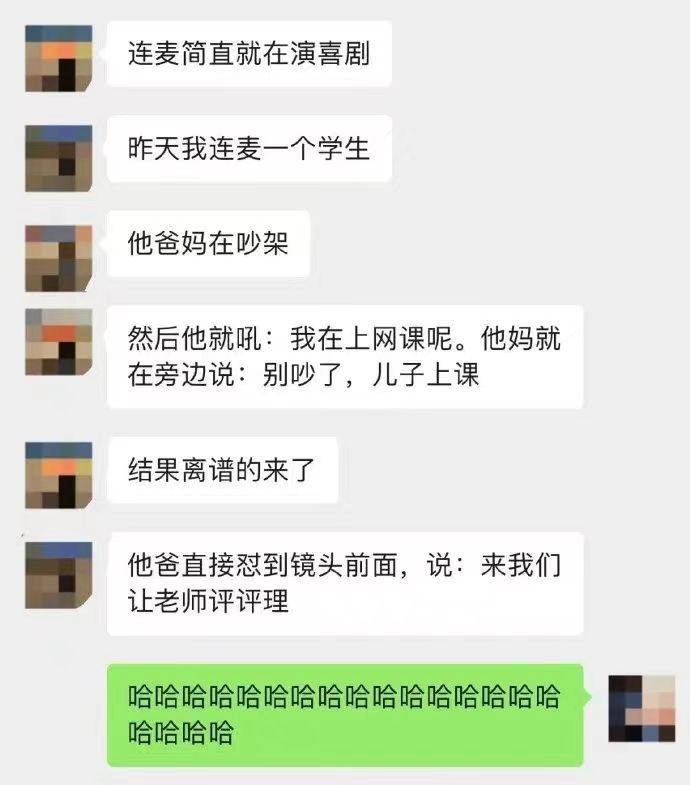 连麦简直就在演喜剧
昨天我连麦一个学生
他爸妈在吵架
然后他就吼：我在上网课呢。他妈就
在旁边说：别吵了，儿子上课
结果离谱的来了
他爸直接怼到镜头前面，说：来我们
让老师评评理
哈哈哈哈哈哈哈哈哈哈哈哈哈哈哈哈
哈哈哈哈